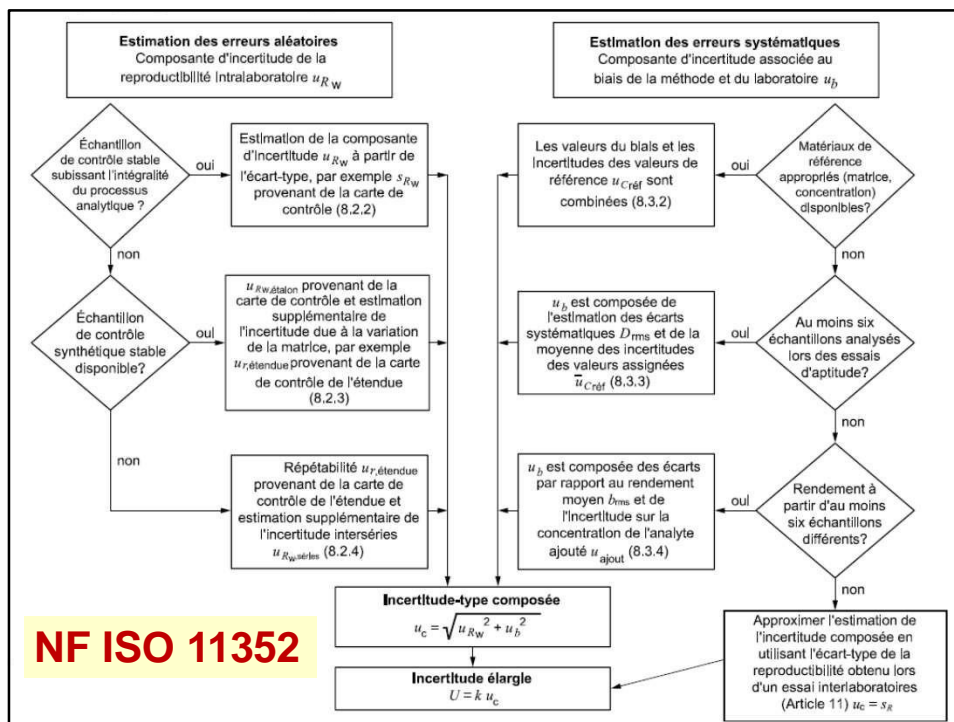 Estimation des erreurs aléatoires
Composante d'incertitude de la
reproductibilité intralaboratoire u_Rw
Estimation des erreurs systématiques
Composante d'incertitude associée au
biais de la méthode et du laboratoire u_b
Échantillon
de contrôle stable
subissant l'intégralité
du processus
analytique ?
oui
Estimation de la composante
d'incertitude u_Rw à partir de
l'écart-type, par exemple s_Rw
provenant de la carte de
contrôle (8.2.2)
Les valeurs du biais et les
incertitudes des valeurs de
référence u_Créf sont
combinées (8.3.2)
oui
Matériaux de
référence
appropriés (matrice,
concentration)
disponibles?
non
non
Échantillon
de contrôle
synthétique stable
disponible?
oui
u_Rw,étalon provenant de la
carte de contrôle et estimation
supplémentaire de
l'incertitude due à la variation
de la matrice, par exemple
u_r,étendue provenant de la carte
de contrôle de l'étendue
(8.2.3)
u_b est composée de
l'estimation des écarts
systématiques D_rms et de la
moyenne des incertitudes
des valeurs assignées
u̅_Créf (8.3.3)
oui
Au moins six
échantillons analysés
lors des essais
d'aptitude?
non
non
Répétabilité u_r,étendue
provenant de la carte de
contrôle de l'étendue et
estimation supplémentaire de
l'incertitude interséries
u_Rw,séries (8.2.4)
u_b est composée des écarts
par rapport au rendement
moyen b_rms et de
l'incertitude sur la
concentration de l'analyte
ajouté u_ajout (8.3.4)
oui
Rendement à
partir d'au moins
six échantillons
différents?
non
Incertitude-type composée
u_c = √(u_Rw² + u_b²)
Incertitude élargie
U = k u_c
Approximer l'estimation de
l'incertitude composée en
utilisant l'écart-type de la
reproductibilité obtenu lors
d'un essai interlaboratoires
(Article 11) u_c = s_R
NF ISO 11352